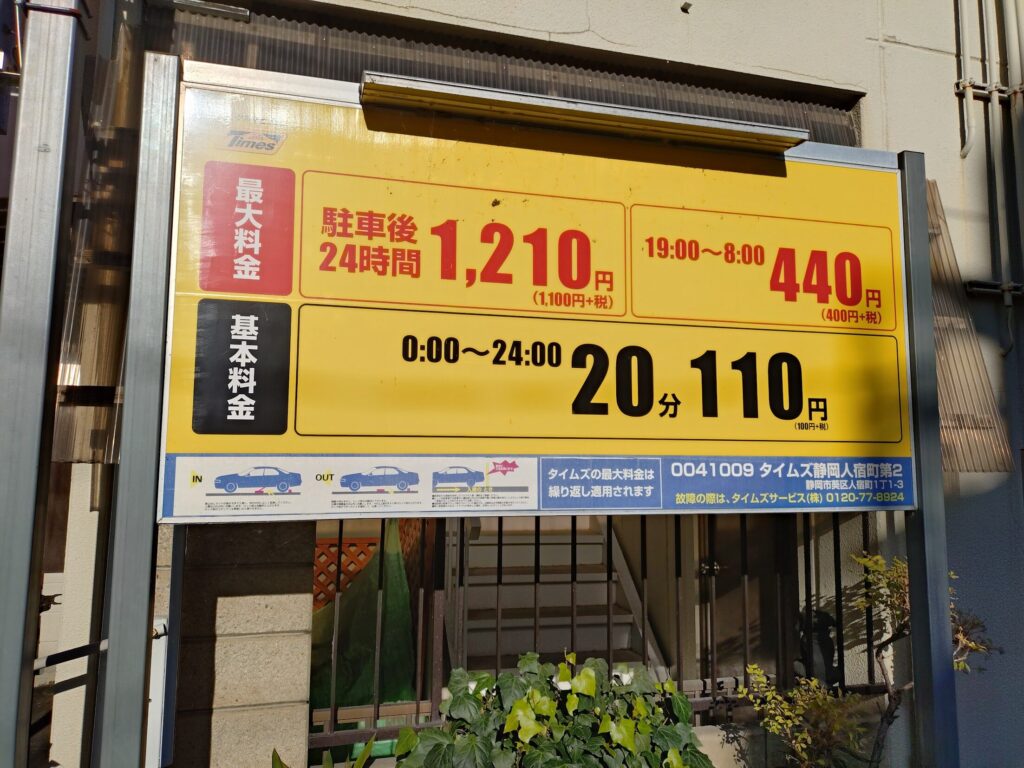 Times
最大料金
駐車後
24時間 1,210円
(1,100円+税)
19:00～8:00 440円
(400円+税)
基本料金
0:00～24:00 20分 110円
(100円+税)
IN
OUT
タイムズの最大料金は
繰り返し適用されます
0041009 タイムズ静岡人宿町第2
静岡市葵区人宿町1丁1-3
故障の際は、タイムズサービス(株) 0120-77-8924